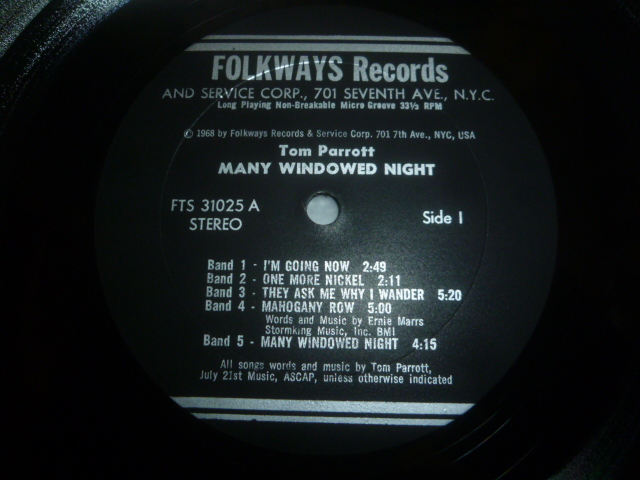 FOLKWAYS Records
AND SERVICE CORP., 701 SEVENTH AVE., N.Y.C.
Long Playing Non-Breakable Micro Groove 33⅓ RPM
© 1968 by Folkways Records & Service Corp. 701 7th Ave., NYC, USA
Tom Parrott
MANY WINDOWED NIGHT
FTS 31025 A
STEREO
Side I
Band 1 - I'M GOING NOW 2:49
Band 2 - ONE MORE NICKEL 2:11
Band 3 - THEY ASK ME WHY I WANDER 5:20
Band 4 - MAHOGANY ROW 5:00
Words and Music by Ernie Marrs
Stormking Music, Inc. BMI
Band 5 - MANY WINDOWED NIGHT 4:15
All songs words and music by Tom Parrott,
July 21st Music, ASCAP, unless otherwise indicated